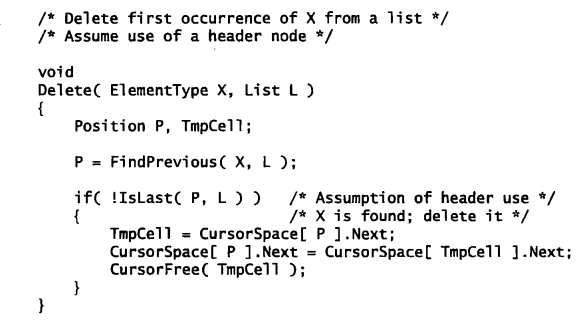 /* Delete first occurrence of X from a list */
/* Assume use of a header node */
void
Delete( ElementType X, List L )
{
Position P, TmpCell;
P = FindPrevious( X, L );
if( !IsLast( P, L ) ) /* Assumption of header use */
{ /* X is found; delete it */
TmpCell = CursorSpace[ P ].Next;
CursorSpace[ P ].Next = CursorSpace[ TmpCell ].Next;
CursorFree( TmpCell );
}
}